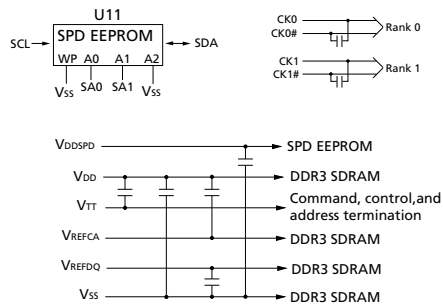 U11
SPD EEPROM
SCL
SDA
WP A0 A1 A2
VSS SA0 SA1 VSS
CK0
CK0#
Rank 0
CK1
CK1#
Rank 1
VDDSPD
SPD EEPROM
VDD
DDR3 SDRAM
VTT
Command, control,and
address termination
VREFCA
DDR3 SDRAM
VREFDQ
DDR3 SDRAM
VSS
DDR3 SDRAM